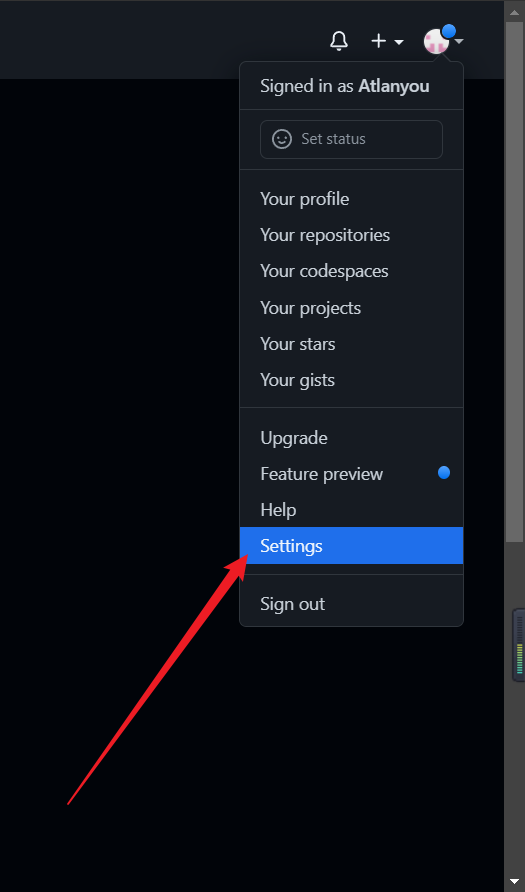 Signed in as Atlanyou
Set status
Your profile
Your repositories
Your codespaces
Your projects
Your stars
Your gists
Upgrade
Feature preview
Help
Settings
Sign out